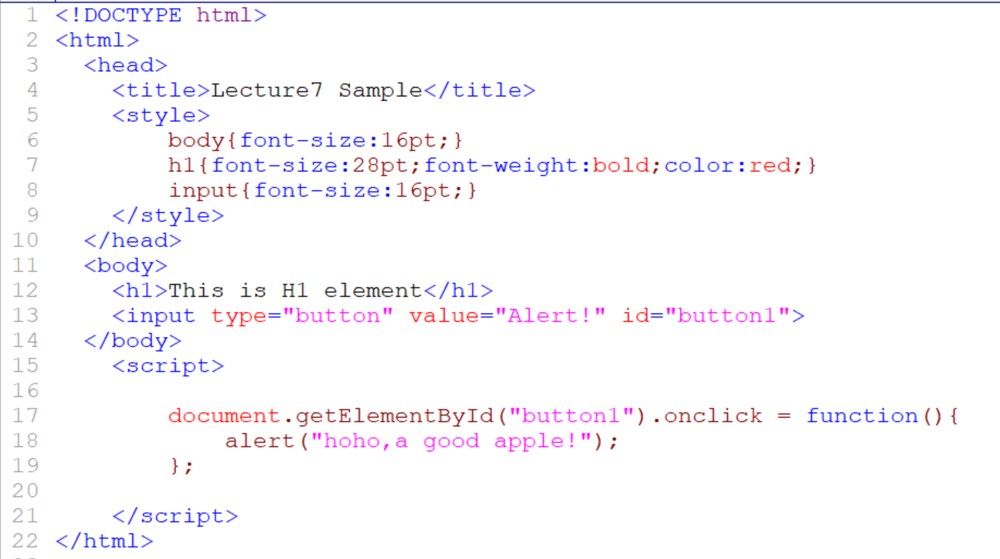 1 <!DOCTYPE html>
2 <html>
3   <head>
4     <title>Lecture7 Sample</title>
5     <style>
6         body{font-size:16pt;}
7         h1{font-size:28pt;font-weight:bold;color:red;}
8         input{font-size:16pt;}
9     </style>
10   </head>
11   <body>
12     <h1>This is H1 element</h1>
13     <input type="button" value="Alert!" id="button1">
14   </body>
15     <script>
16
17         document.getElementById("button1").onclick = function(){
18             alert("hoho,a good apple!");
19         };
20
21     </script>
22 </html>